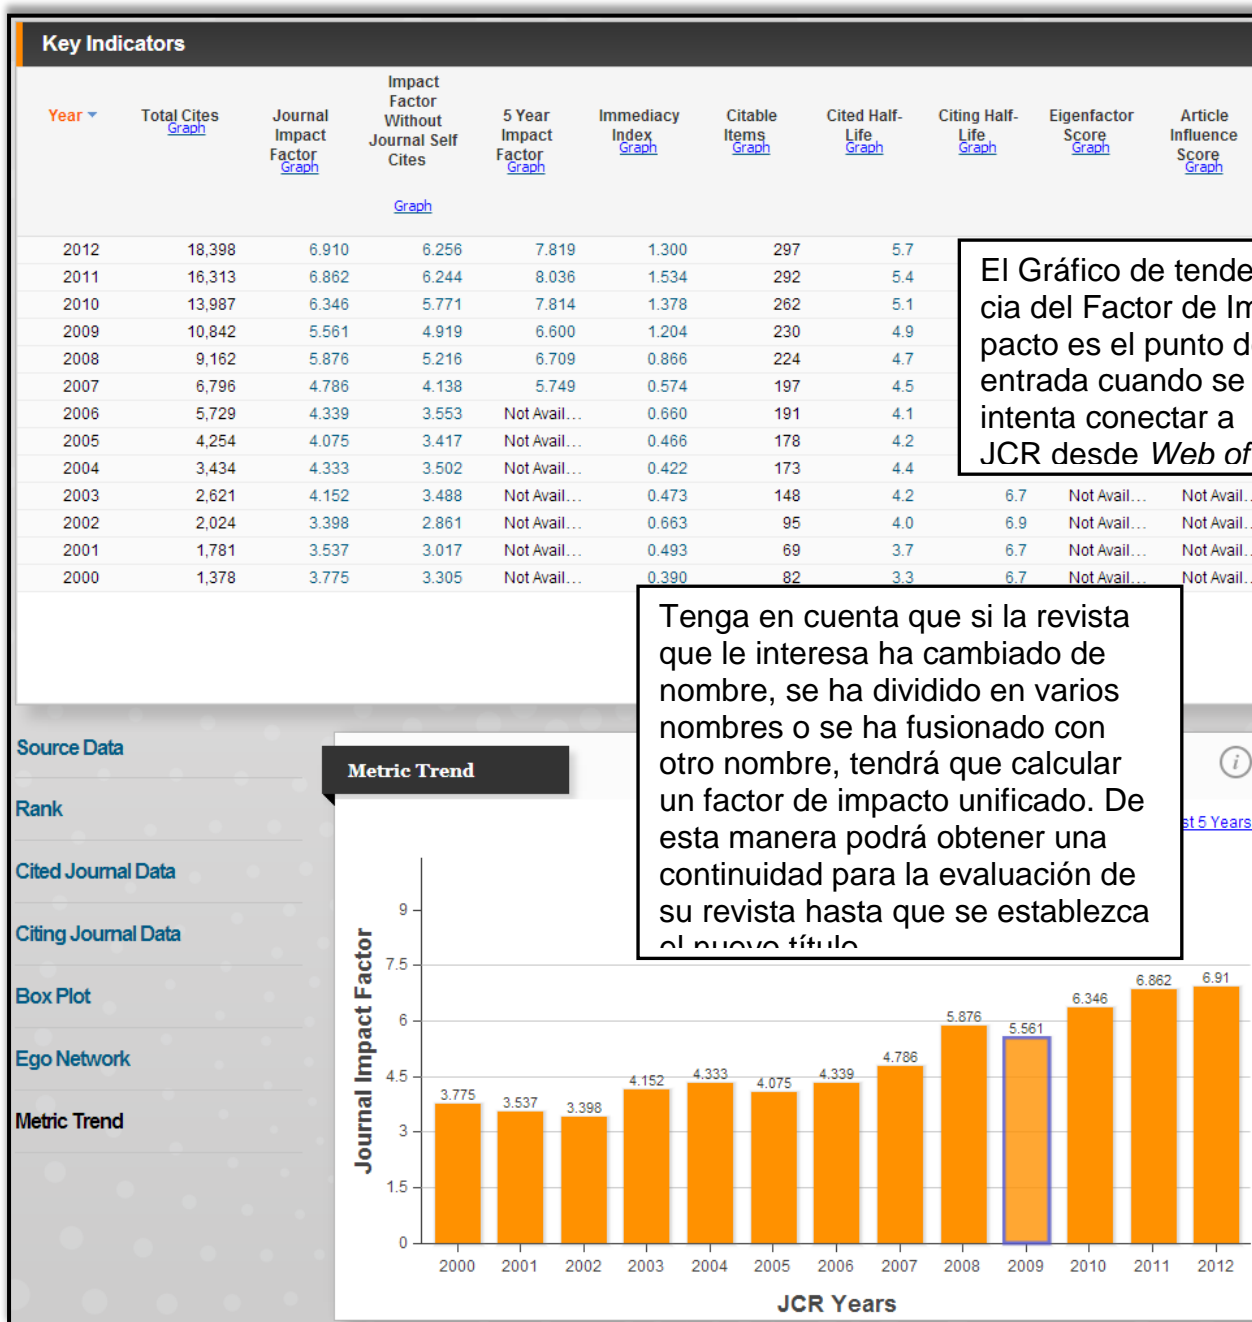 Key Indicators
Year Total Cites Graph Journal Impact Factor Graph Impact Factor Without Journal Self Cites Graph 5 Year Impact Factor Graph Immediacy Index Graph Citable Items Graph Cited Half-Life Graph Citing Half-Life Graph Eigenfactor Score Graph Article Influence Score Graph
2012 18,398 6.910 6.256 7.819 1.300 297 5.7
2011 16,313 6.862 6.244 8.036 1.534 292 5.4
2010 13,987 6.346 5.771 7.814 1.378 262 5.1
2009 10,842 5.561 4.919 6.600 1.204 230 4.9
2008 9,162 5.876 5.216 6.709 0.866 224 4.7
2007 6,796 4.786 4.138 5.749 0.574 197 4.5
2006 5,729 4.339 3.553 Not Avail... 0.660 191 4.1
2005 4,254 4.075 3.417 Not Avail... 0.466 178 4.2
2004 3,434 4.333 3.502 Not Avail... 0.422 173 4.4
2003 2,621 4.152 3.488 Not Avail... 0.473 148 4.2 6.7 Not Avail... Not Avail..
2002 2,024 3.398 2.861 Not Avail... 0.663 95 4.0 6.9 Not Avail... Not Avail..
2001 1,781 3.537 3.017 Not Avail... 0.493 69 3.7 6.7 Not Avail... Not Avail..
2000 1,378 3.775 3.305 Not Avail... 0.390 82 3.3 6.7 Not Avail... Not Avail..
El Gráfico de tende
cia del Factor de Im
pacto es el punto d
entrada cuando se
intenta conectar a
JCR desde Web of
Tenga en cuenta que si la revista
que le interesa ha cambiado de
nombre, se ha dividido en varios
nombres o se ha fusionado con
otro nombre, tendrá que calcular
un factor de impacto unificado. De
esta manera podrá obtener una
continuidad para la evaluación de
su revista hasta que se establezca
el nuevo título
Source Data
Rank
Cited Journal Data
Citing Journal Data
Box Plot
Ego Network
Metric Trend
Metric Trend
i
st 5 Years
Journal Impact Factor
9
7.5
6
4.5
3
1.5
0
3.775 3.537 3.398 4.152 4.333 4.075 4.339 4.786 5.876 5.561 6.346 6.862 6.91
2000 2001 2002 2003 2004 2005 2006 2007 2008 2009 2010 2011 2012
JCR Years